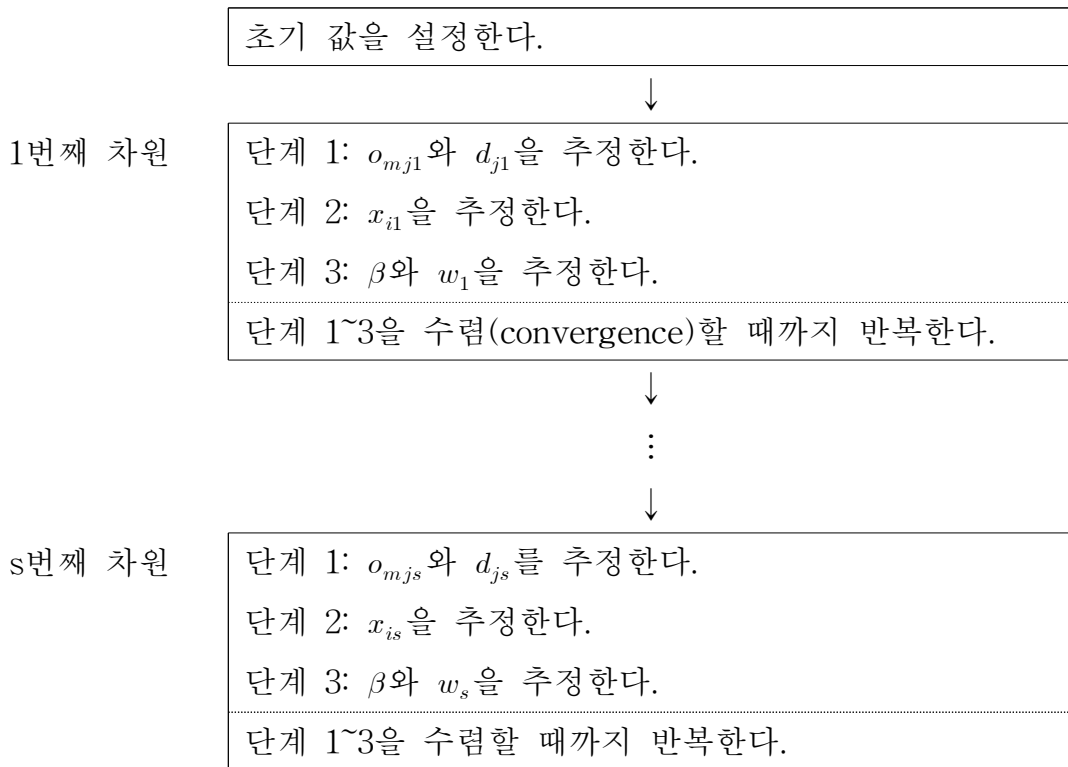 초기 값을 설정한다.
↓
1번째 차원
단계 1: o_{mj1}와 d_{j1}을 추정한다.
단계 2: x_{i1}을 추정한다.
단계 3: β와 w_1을 추정한다.
단계 1~3을 수렴(convergence)할 때까지 반복한다.
↓
⋮
↓
s번째 차원
단계 1: o_{mjs}와 d_{js}를 추정한다.
단계 2: x_{is}을 추정한다.
단계 3: β와 w_s을 추정한다.
단계 1~3을 수렴할 때까지 반복한다.